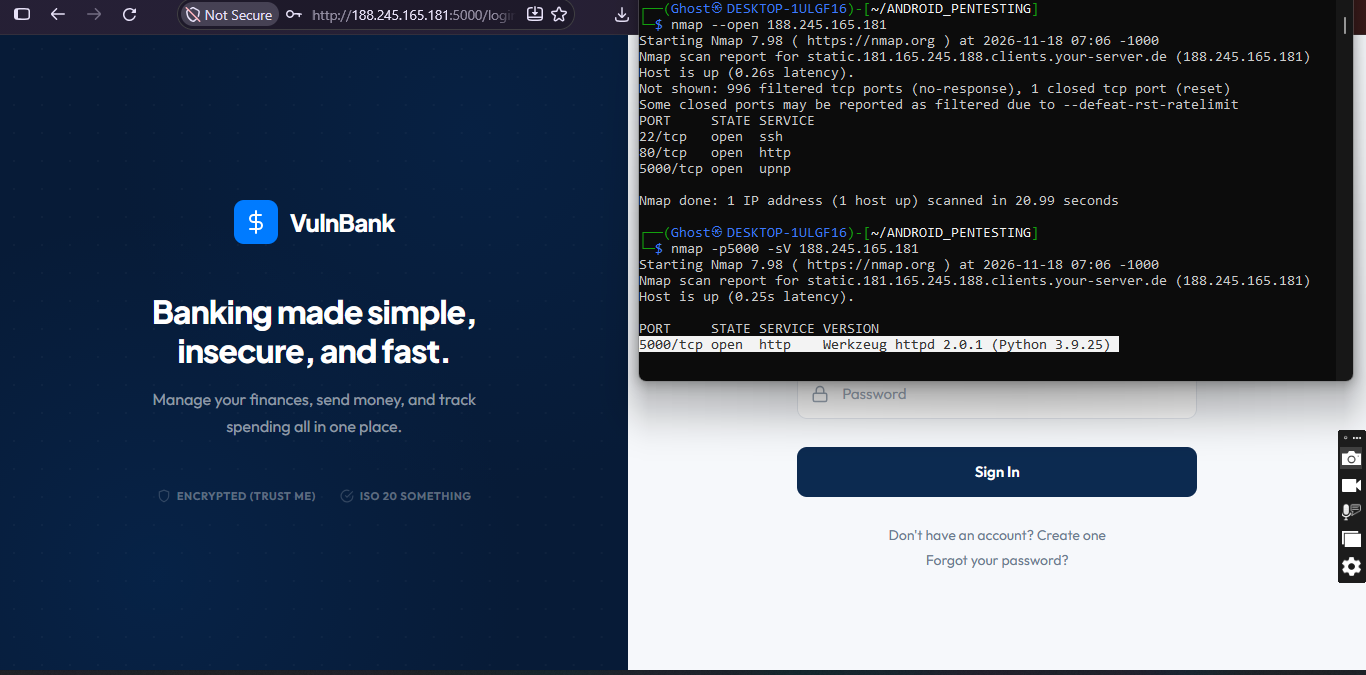 Not Secure
http://188.245.165.181:5000/login
VulnBank
Banking made simple,
insecure, and fast.
Manage your finances, send money, and track
spending all in one place.
ENCRYPTED (TRUST ME)
ISO 20 SOMETHING
┌──(Ghost㉿DESKTOP-1ULGF16)-[~/ANDROID_PENTESTING]
└─$ nmap --open 188.245.165.181
Starting Nmap 7.98 ( https://nmap.org ) at 2026-11-18 07:06 -1000
Nmap scan report for static.181.165.245.188.clients.your-server.de (188.245.165.181)
Host is up (0.26s latency).
Not shown: 996 filtered tcp ports (no-response), 1 closed tcp port (reset)
Some closed ports may be reported as filtered due to --defeat-rst-ratelimit
PORT     STATE SERVICE
22/tcp   open  ssh
80/tcp   open  http
5000/tcp open  upnp
Nmap done: 1 IP address (1 host up) scanned in 20.99 seconds
┌──(Ghost㉿DESKTOP-1ULGF16)-[~/ANDROID_PENTESTING]
└─$ nmap -p5000 -sV 188.245.165.181
Starting Nmap 7.98 ( https://nmap.org ) at 2026-11-18 07:06 -1000
Nmap scan report for static.181.165.245.188.clients.your-server.de (188.245.165.181)
Host is up (0.25s latency).
PORT     STATE SERVICE VERSION
5000/tcp open  http    Werkzeug httpd 2.0.1 (Python 3.9.25)
Password
Sign In
Don't have an account? Create one
Forgot your password?